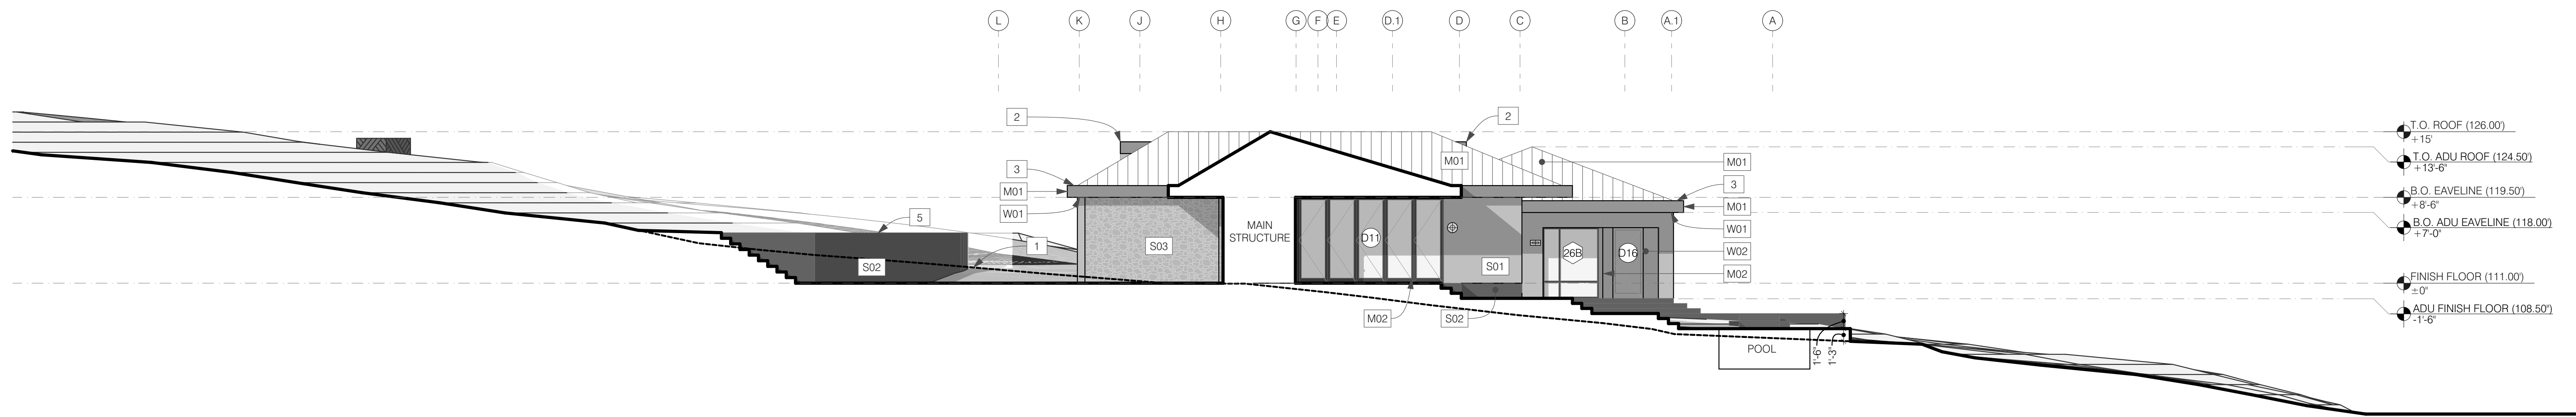 L K J H G F E D.1 D C B A.1 A
2
2
T.O. ROOF (126.00')
+15'
M01
M01
T.O. ADU ROOF (124.50')
+13'-6"
3
3
M01
B.O. EAVELINE (119.50')
+8'-6"
M01
W01
5
B.O. ADU EAVELINE (118.00')
+7'-0"
W01
MAIN
STRUCTURE
D11
S03
1
26B
D16
W02
S02
S01
M02
FINISH FLOOR (111.00')
±0"
ADU FINISH FLOOR (108.50")
-1'-6"
M02
S02
POOL
1'-6"
1'-3"